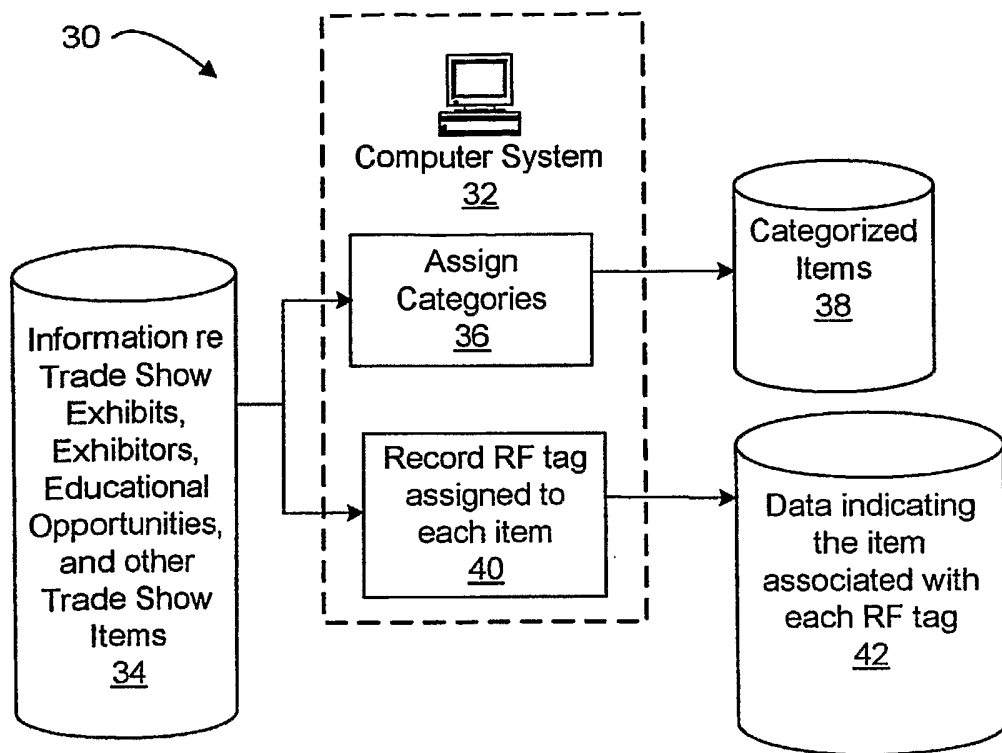 30
Computer System
32
Information re
Trade Show
Exhibits,
Exhibitors,
Educational
Opportunities,
and other
Trade Show
Items
34
Assign
Categories
36
Categorized
Items
38
Record RF tag
assigned to
each item
40
Data indicating
the item
associated with
each RF tag
42